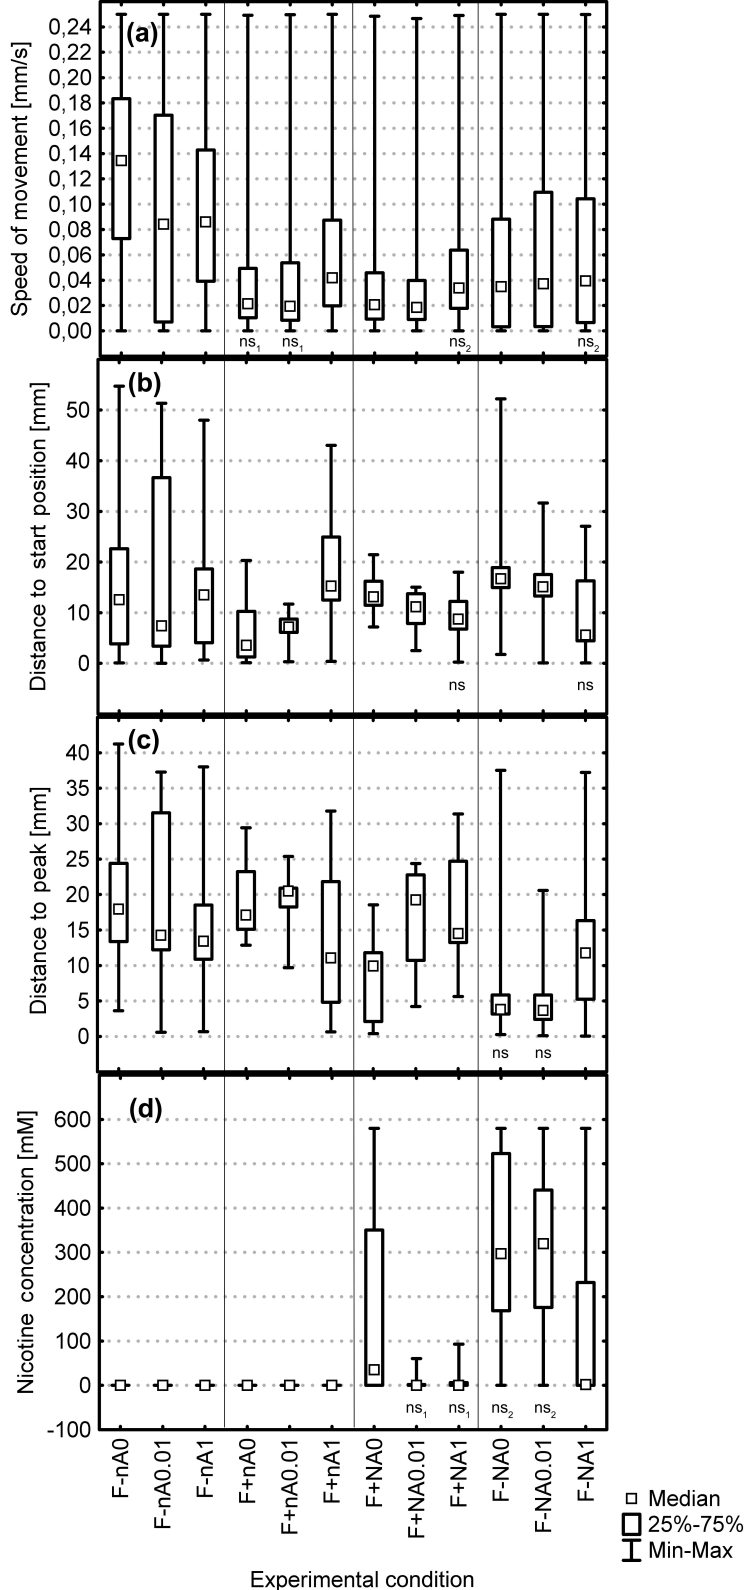 (a)
Speed of movement [mm/s]
0,24
0,22
0,20
0,18
0,16
0,14
0,12
0,10
0,08
0,06
0,04
0,02
0,00
ns1 ns1 ns2 ns2
(b)
Distance to start position [mm]
50
40
30
20
10
0
ns ns
(c)
Distance to peak [mm]
40
35
30
25
20
15
10
5
0
ns ns
(d)
Nicotine concentration [mM]
600
500
400
300
200
100
0
-100
ns1 ns1 ns2 ns2
F-nA0
F-nA0.01
F-nA1
F+nA0
F+nA0.01
F+nA1
F+NA0
F+NA0.01
F+NA1
F-NA0
F-NA0.01
F-NA1
Experimental condition
Median
25%-75%
Min-Max